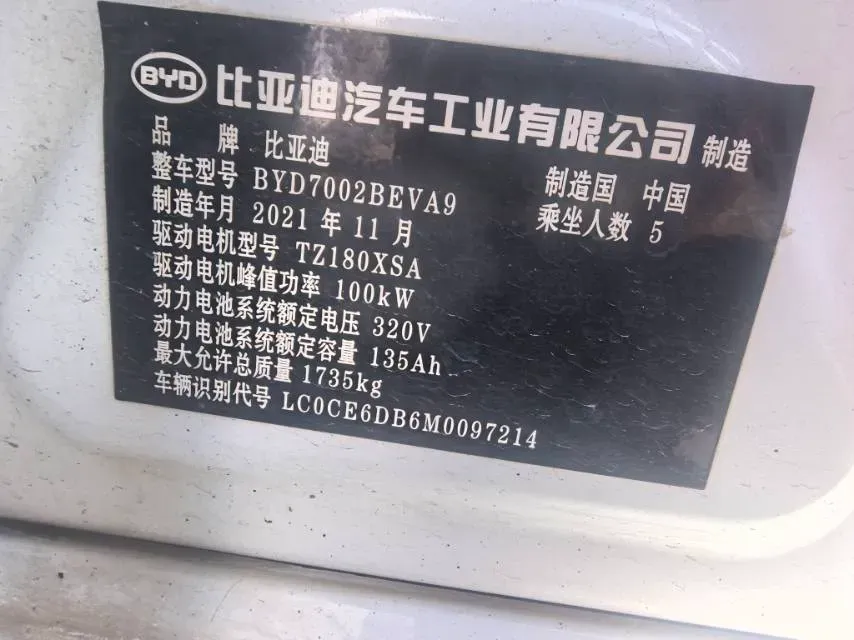 BYD 比亚迪汽车工业有限公司 制造
品牌 比亚迪 制造国 中国
整车型号 BYD7002BEVA9 乘坐人数 5
制造年月 2021 年 11 月
驱动电机型号 TZ180XSA
驱动电机峰值功率 100kW
动力电池系统额定电压 320V
动力电池系统额定容量 135Ah
最大允许总质量 1735kg
车辆识别代号 LC0CE6DB6M0097214